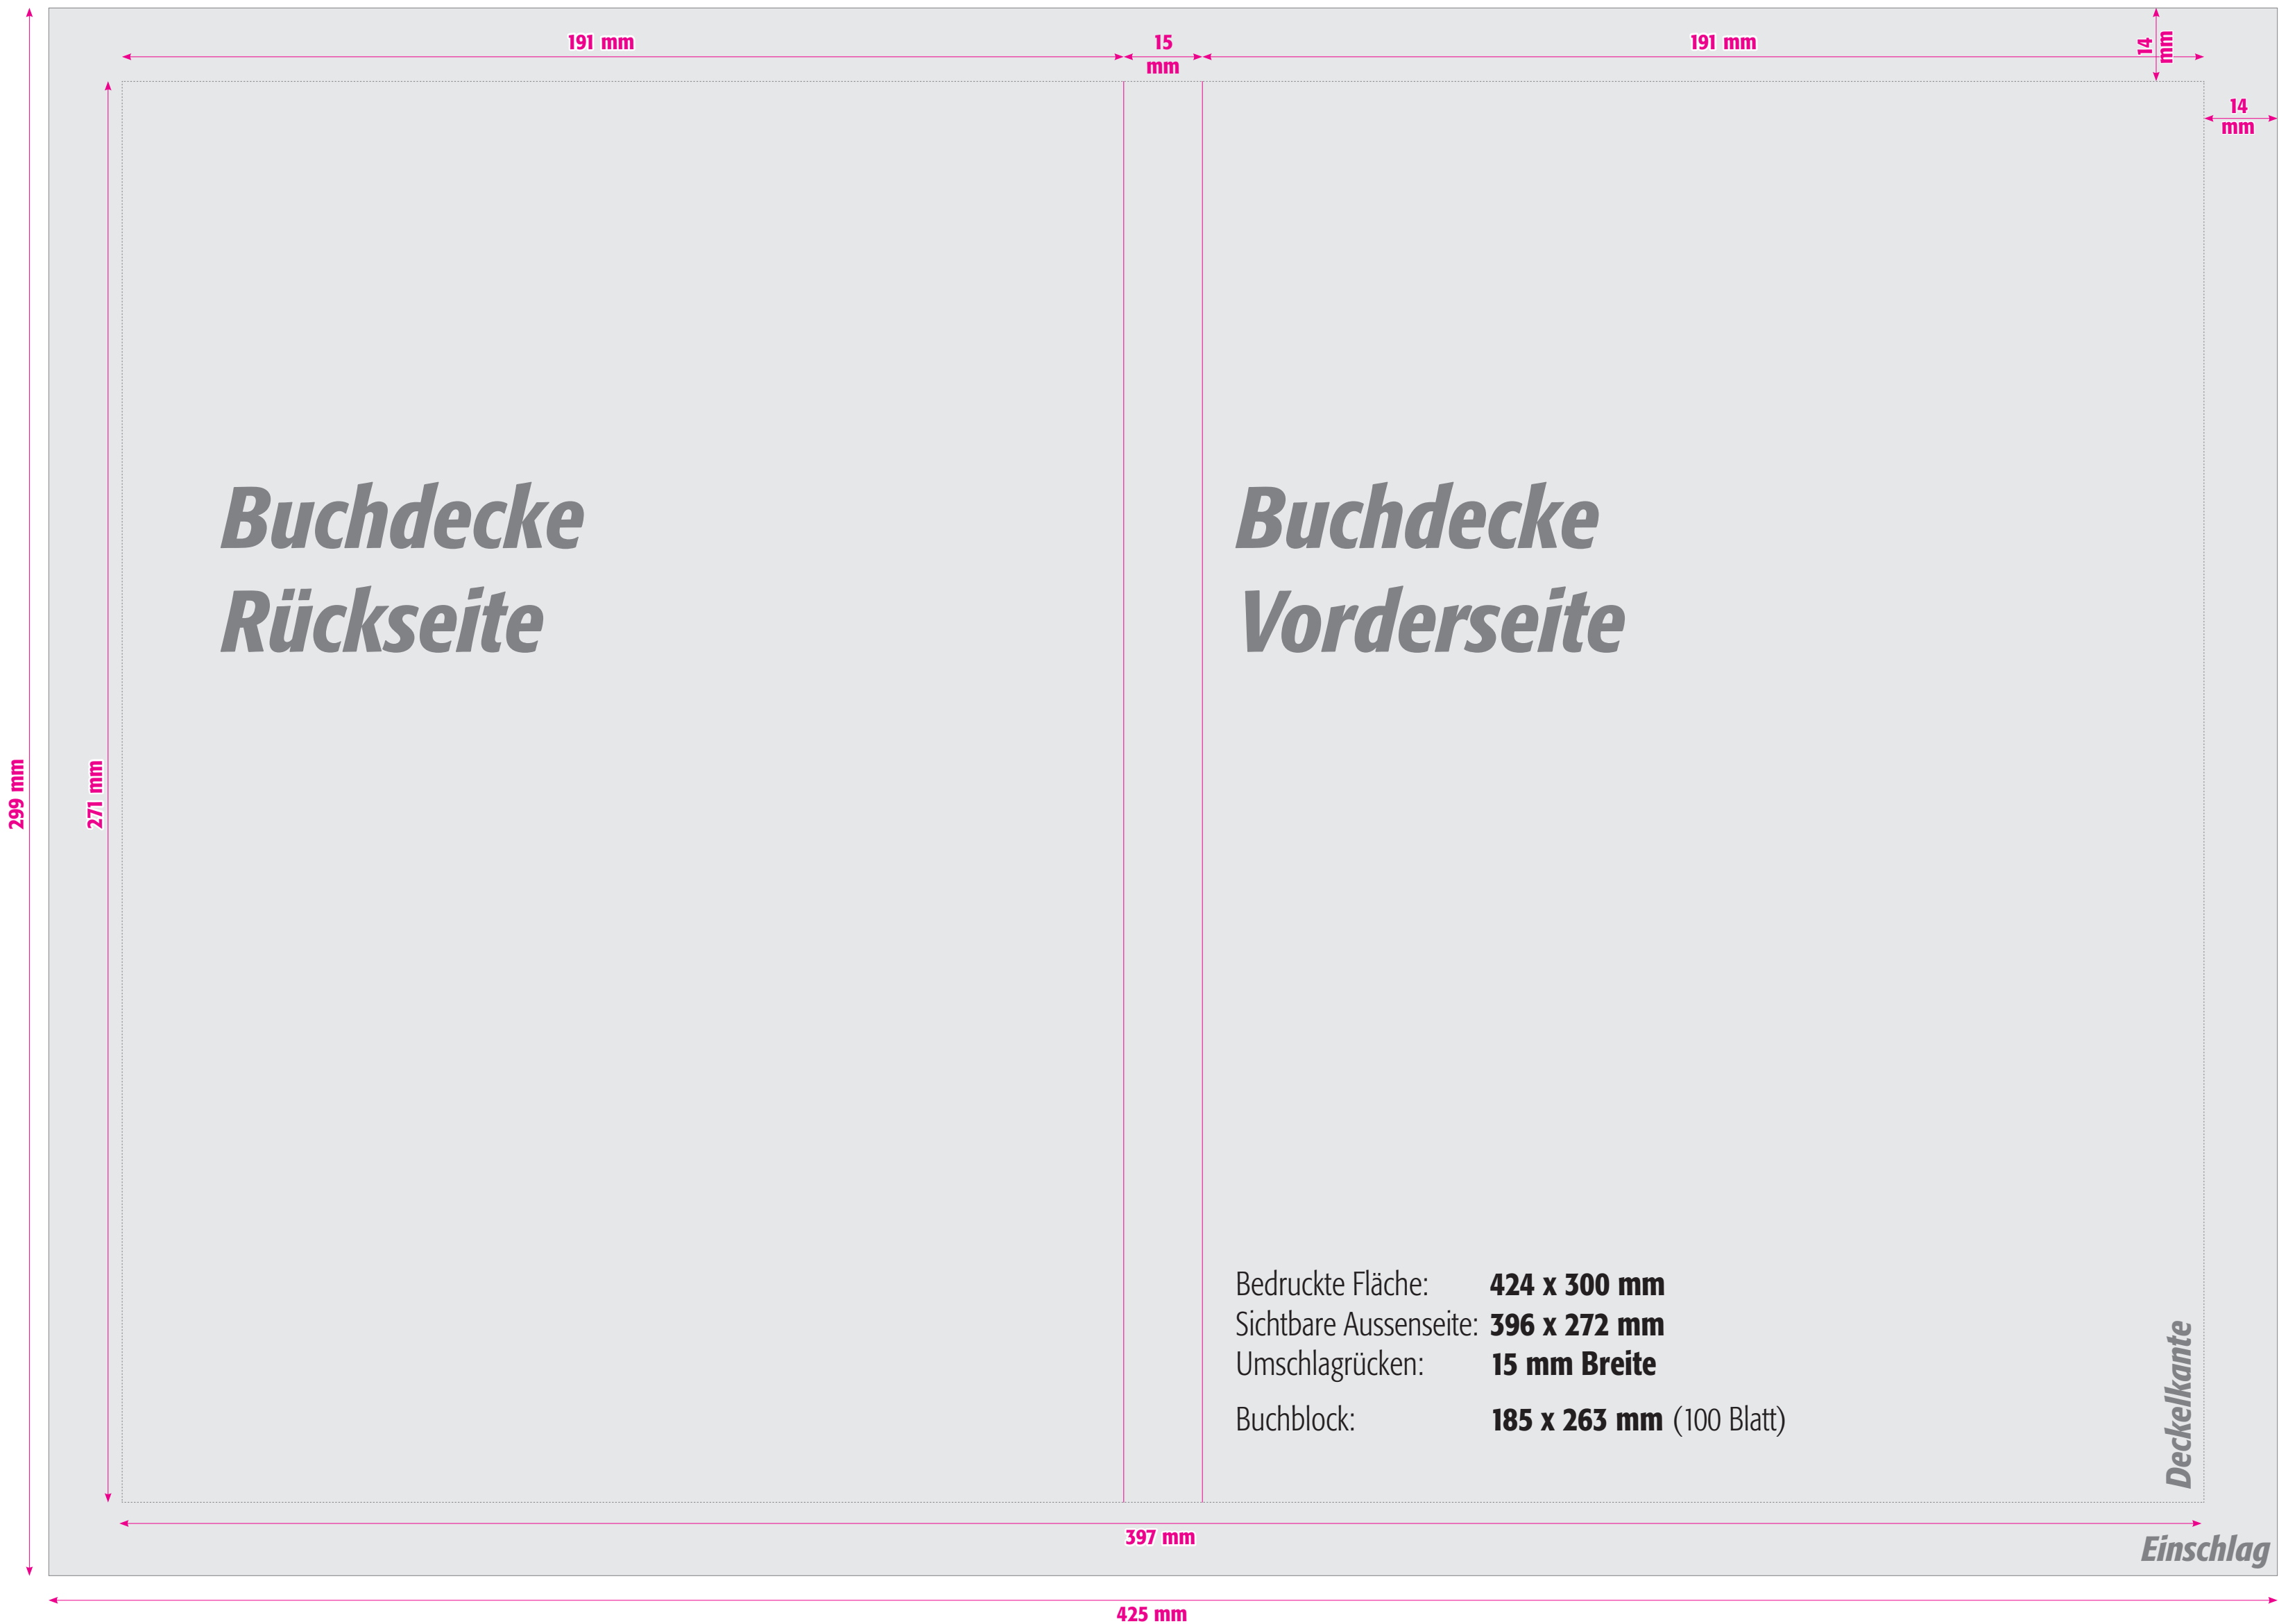 191 mm
15
mm
191 mm
14
mm
14
mm
299 mm
271 mm
Buchdecke
Rückseite
Buchdecke
Vorderseite
Bedruckte Fläche: 424 x 300 mm
Sichtbare Aussenseite: 396 x 272 mm
Umschlagrücken: 15 mm Breite
Buchblock: 185 x 263 mm (100 Blatt)
Deckelkante
397 mm
Einschlag
425 mm